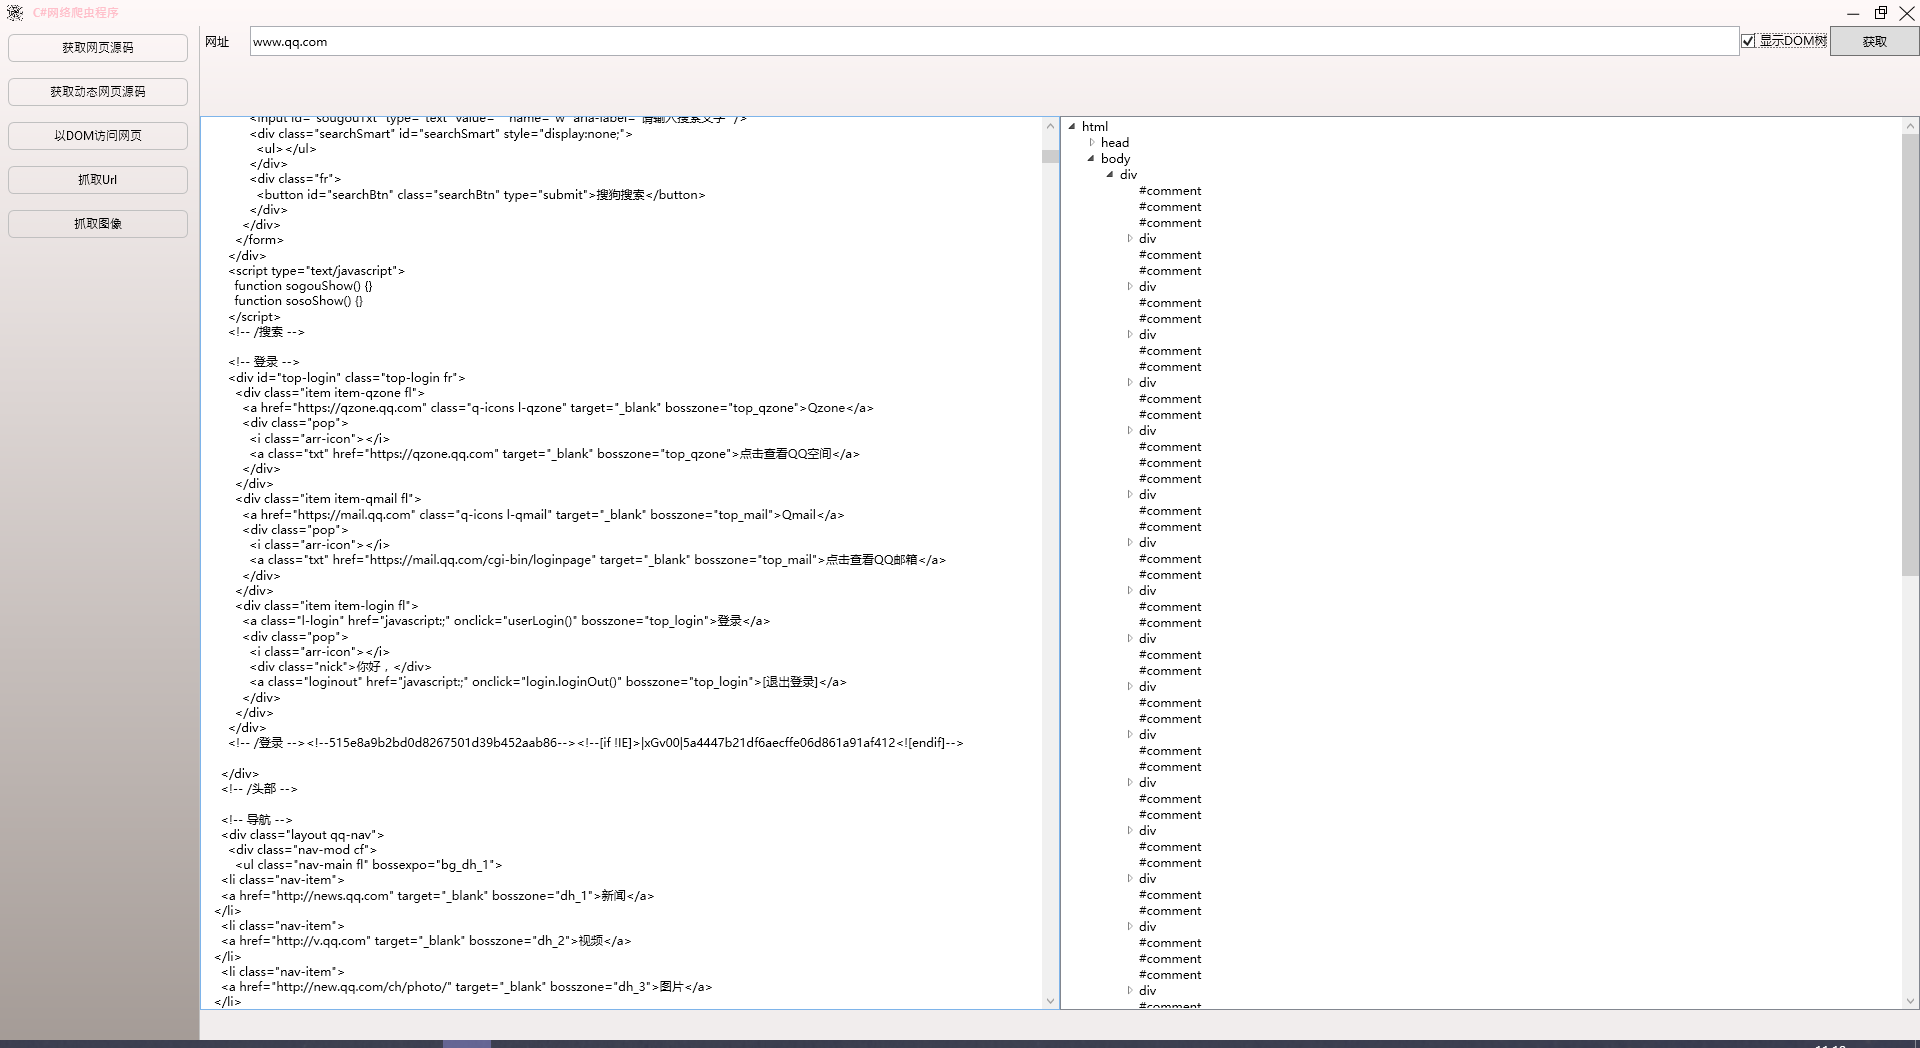 C#网络爬虫程序
获取网页源码
获取动态网页源码
以DOM访问网页
抓取Url
抓取图像
网址
www.qq.com
显示DOM树
获取
<input id="sougouTxt" type="text" value="" name="w" aria-label="请输入搜索文字" />
<div class="searchSmart" id="searchSmart" style="display:none;">
<ul></ul>
</div>
<div class="fr">
<button id="searchBtn" class="searchBtn" type="submit">搜狗搜索</button>
</div>
</div>
</form>
</div>
<script type="text/javascript">
function sogouShow() {}
function sosoShow() {}
</script>
<!-- /搜索 -->
<!-- 登录 -->
<div id="top-login" class="top-login fr">
<div class="item item-qzone fl">
<a href="https://qzone.qq.com" class="q-icons l-qzone" target="_blank" bosszone="top_qzone">Qzone</a>
<div class="pop">
<i class="arr-icon"></i>
<a class="txt" href="https://qzone.qq.com" target="_blank" bosszone="top_qzone">点击查看QQ空间</a>
</div>
</div>
<div class="item item-qmail fl">
<a href="https://mail.qq.com" class="q-icons l-qmail" target="_blank" bosszone="top_mail">Qmail</a>
<div class="pop">
<i class="arr-icon"></i>
<a class="txt" href="https://mail.qq.com/cgi-bin/loginpage" target="_blank" bosszone="top_mail">点击查看QQ邮箱</a>
</div>
</div>
<div class="item item-login fl">
<a class="l-login" href="javascript:;" onclick="userLogin()" bosszone="top_login">登录</a>
<div class="pop">
<i class="arr-icon"></i>
<div class="nick">你好，</div>
<a class="loginout" href="javascript:;" onclick="login.loginOut()" bosszone="top_login">[退出登录]</a>
</div>
</div>
</div>
<!-- /登录 --><!--515e8a9b2bd0d8267501d39b452aab86--><!--[if !IE]>|xGv00|5a4447b21df6aecffe06d861a91af412<![endif]-->
</div>
<!-- /头部 -->
<!-- 导航 -->
<div class="layout qq-nav">
<div class="nav-mod cf">
<ul class="nav-main fl" bossexpo="bg_dh_1">
<li class="nav-item">
<a href="http://news.qq.com" target="_blank" bosszone="dh_1">新闻</a>
</li>
<li class="nav-item">
<a href="http://v.qq.com" target="_blank" bosszone="dh_2">视频</a>
</li>
<li class="nav-item">
<a href="http://new.qq.com/ch/photo/" target="_blank" bosszone="dh_3">图片</a>
</li>
html
head
body
div
#comment
#comment
#comment
div
#comment
#comment
div
#comment
#comment
div
#comment
#comment
div
#comment
#comment
div
#comment
#comment
#comment
div
#comment
#comment
div
#comment
#comment
div
#comment
#comment
div
#comment
#comment
div
#comment
#comment
div
#comment
#comment
div
#comment
#comment
div
#comment
#comment
div
#comment
#comment
div
#comment
#comment
#comment
div
#comment